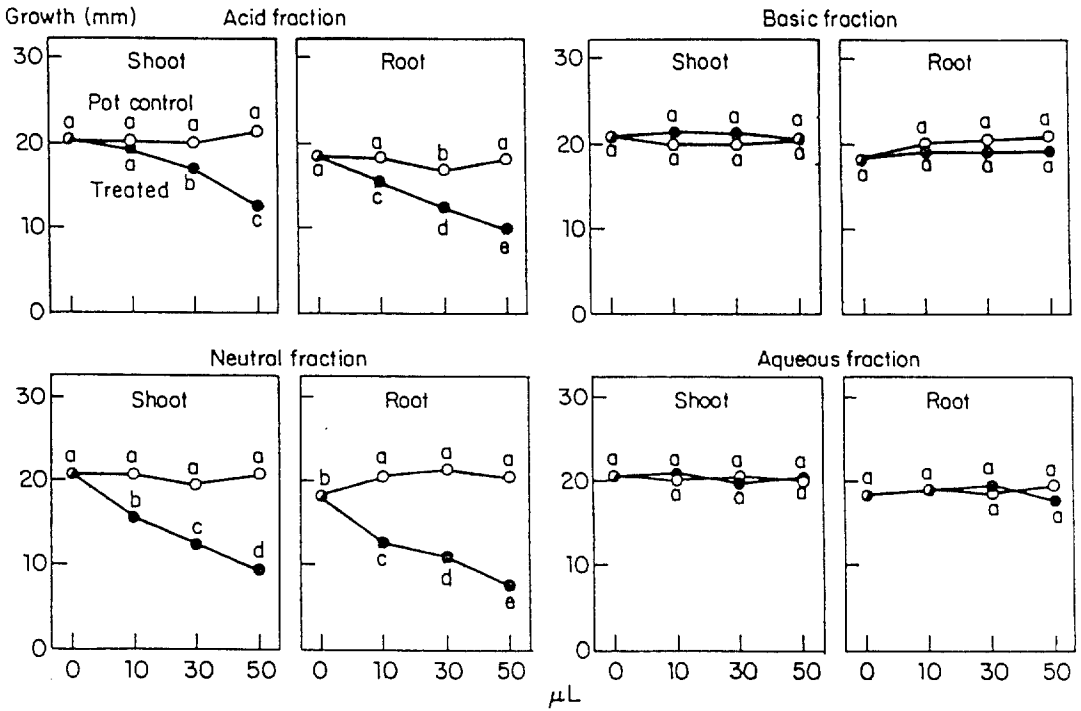 Growth (mm) Acid fraction Basic fraction
30 Shoot Root 30 Shoot Root
a Pot control a a a a a b a a a a a a a
20 20
Treated a b a c a a a a a a a
10 c d e 10
0 0
Neutral fraction Aqueous fraction
30 Shoot Root 30 Shoot Root
a a a a b a a a a a a a a a a a
20 20
b c d c d e a a a a a
10 10
0 0
0 10 30 50 0 10 30 50 0 10 30 50 0 10 30 50
μL